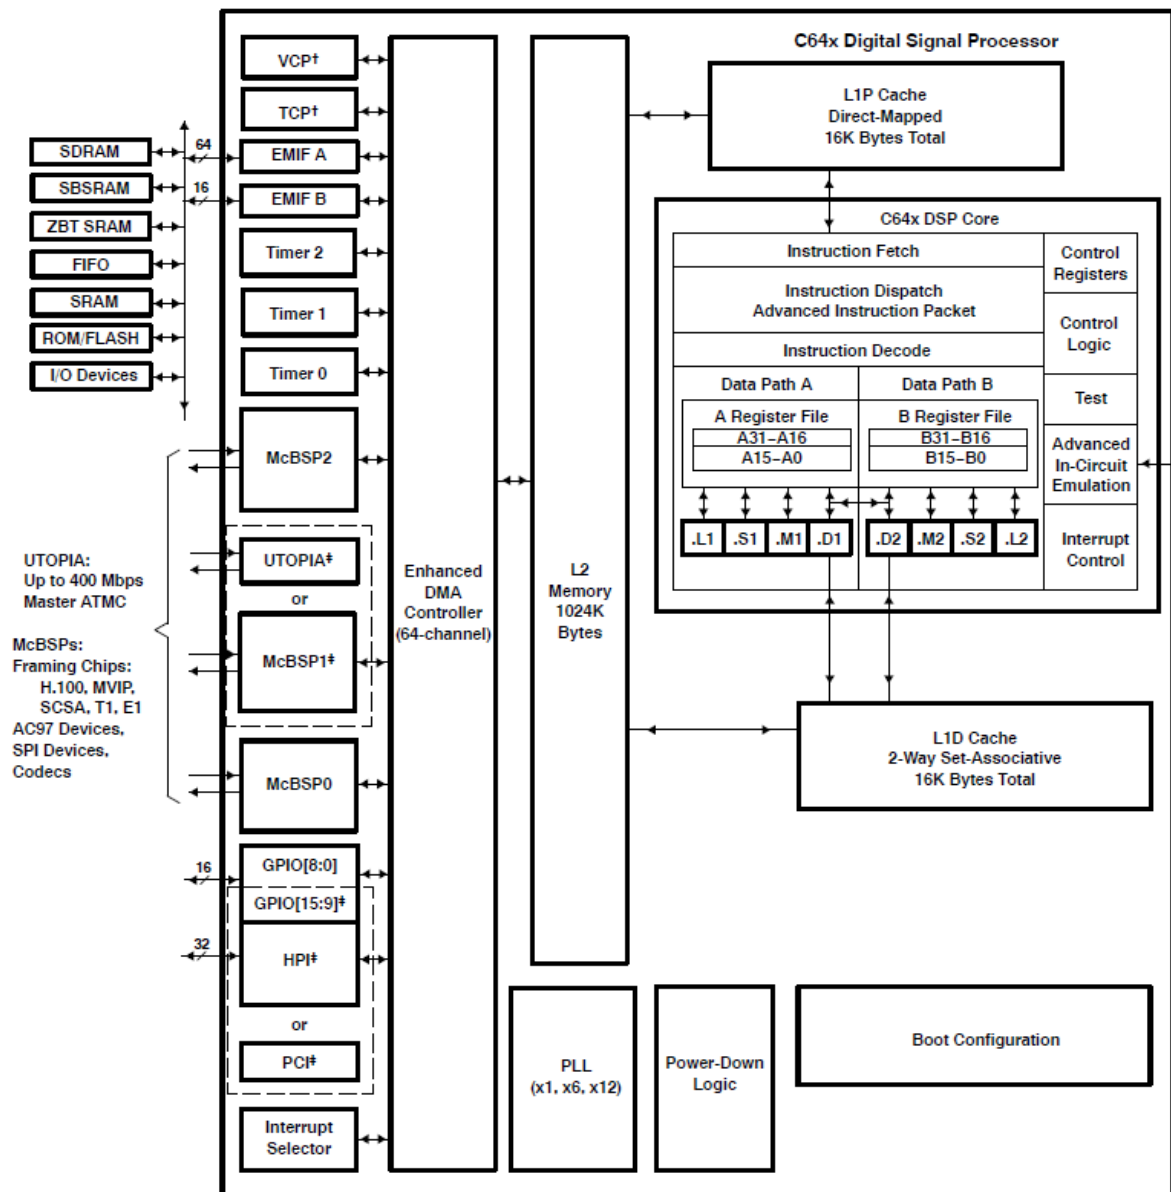 C64x Digital Signal Processor
VCP†
TCP†
EMIF A
EMIF B
Timer 2
Timer 1
Timer 0
McBSP2
UTOPIA‡
or
McBSP1‡
McBSP0
GPIO[8:0]
GPIO[15:9]‡
HPI‡
or
PCI‡
Interrupt
Selector
64
16
16
32
SDRAM
SBSRAM
ZBT SRAM
FIFO
SRAM
ROM/FLASH
I/O Devices
UTOPIA:
Up to 400 Mbps
Master ATMC
McBSPs:
Framing Chips:
H.100, MVIP,
SCSA, T1, E1
AC97 Devices,
SPI Devices,
Codecs
Enhanced
DMA
Controller
(64-channel)
L2
Memory
1024K
Bytes
L1P Cache
Direct-Mapped
16K Bytes Total
C64x DSP Core
Instruction Fetch
Instruction Dispatch
Advanced Instruction Packet
Instruction Decode
Data Path A
Data Path B
A Register File
A31–A16
A15–A0
B Register File
B31–B16
B15–B0
.L1
.S1
.M1
.D1
.D2
.M2
.S2
.L2
Control
Registers
Control
Logic
Test
Advanced
In-Circuit
Emulation
Interrupt
Control
L1D Cache
2-Way Set-Associative
16K Bytes Total
PLL
(x1, x6, x12)
Power-Down
Logic
Boot Configuration